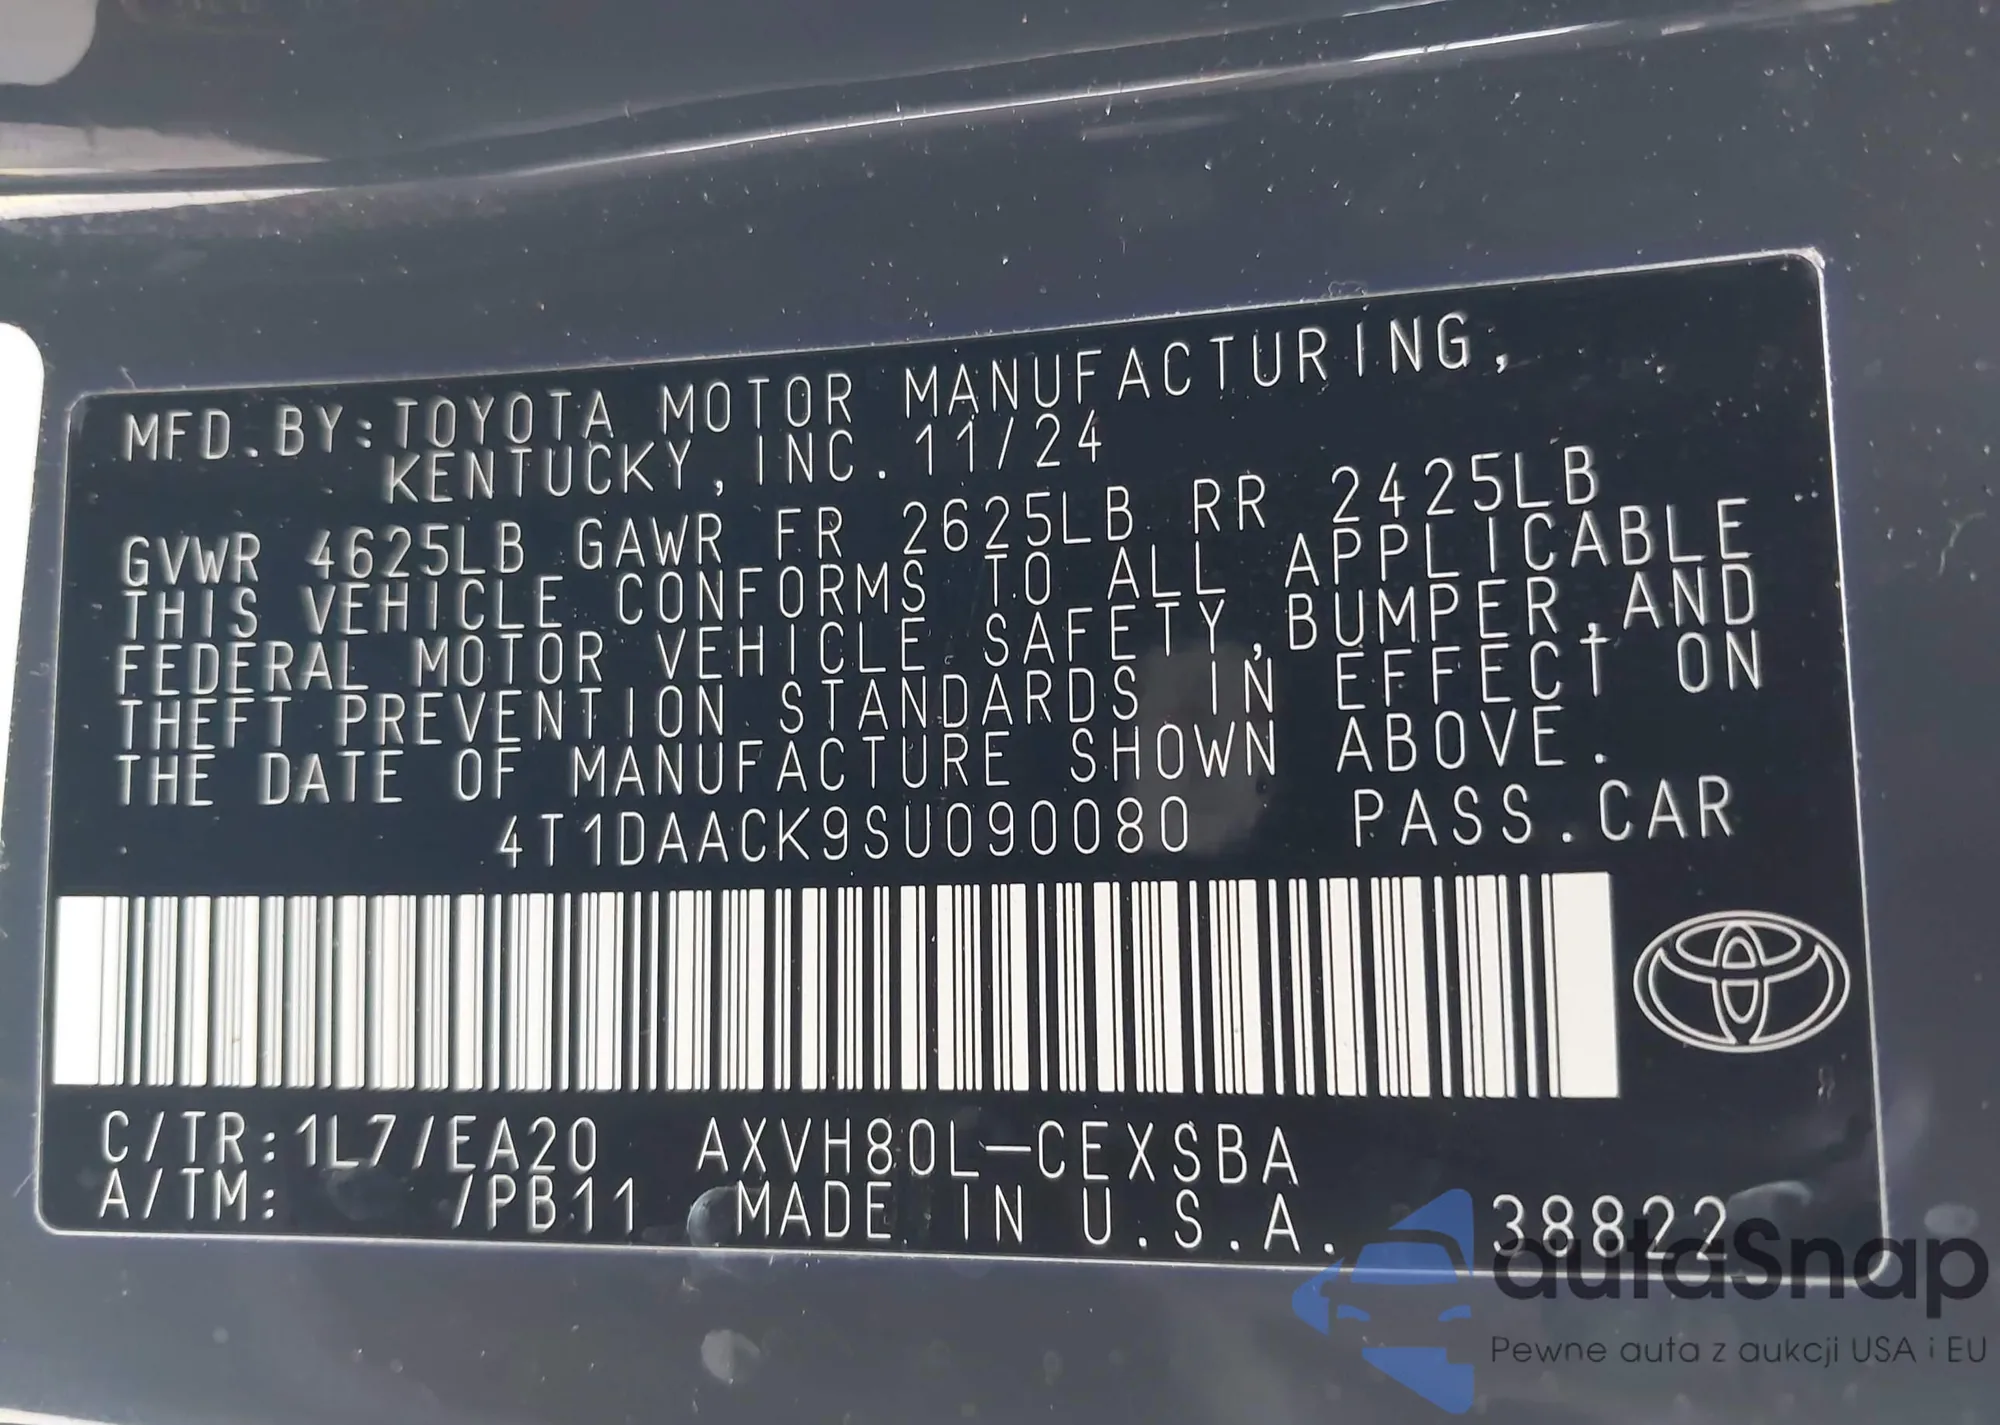 MFD.BY:TOYOTA MOTOR MANUFACTURING,
KENTUCKY, INC. 11/24
GVWR 4625LB GAWR FR 2625LB RR 2425LB
THIS VEHICLE CONFORMS TO ALL APPLICABLE
FEDERAL MOTOR VEHICLE SAFETY,BUMPER,AND
THEFT PREVENTION STANDARDS IN EFFECT ON
THE DATE OF MANUFACTURE SHOWN ABOVE.
4T1DAACK9SU090080 PASS.CAR
C/TR:1L7/EA20 AXVH80L-CEXSBA
A/TM: /PB11 MADE IN U.S.A. 38822
autoSnap
Pewne auta z aukcji USA i EU